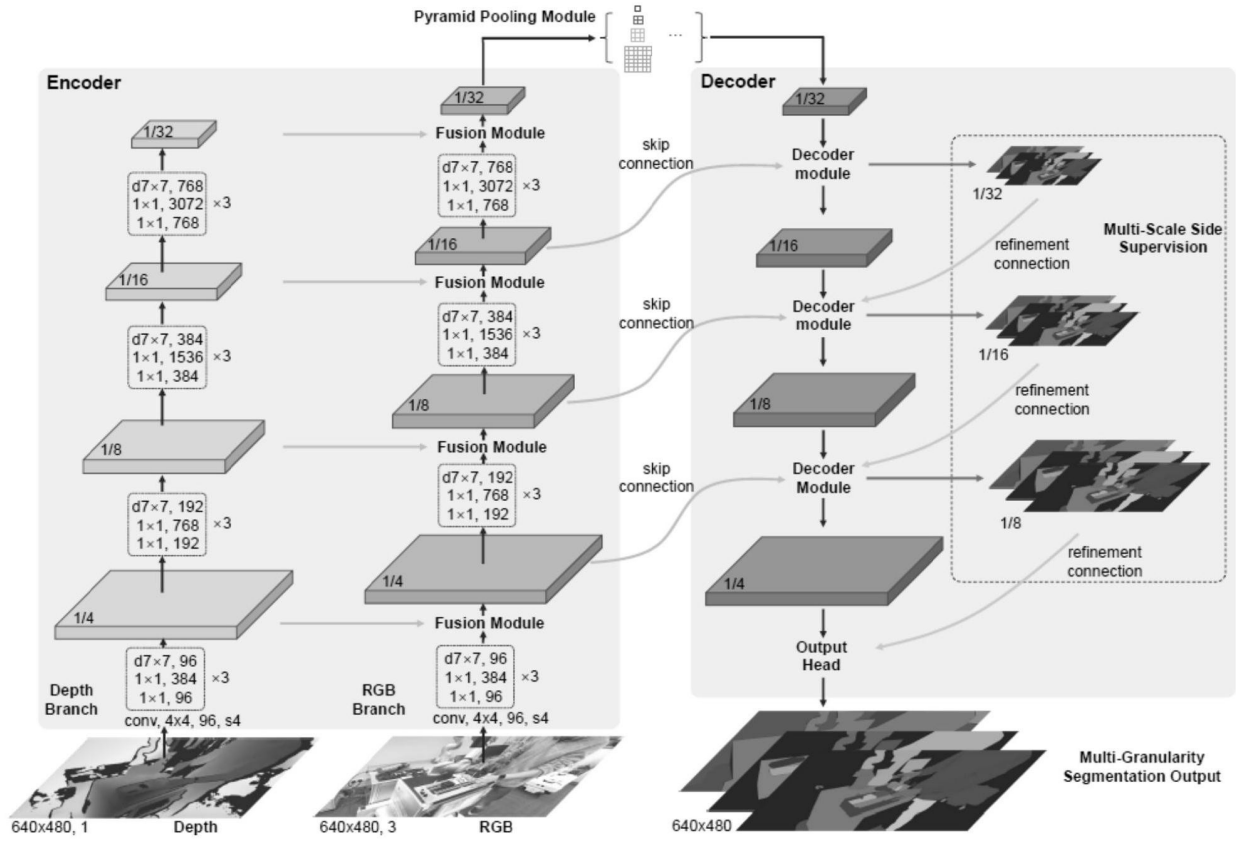 Pyramid Pooling Module
...
Encoder
1/32
1/32
Fusion Module
d7×7, 768
1×1, 3072
1×1, 768
×3
d7×7, 768
1×1, 3072
1×1, 768
×3
1/16
1/16
Fusion Module
d7×7, 384
1×1, 1536
1×1, 384
×3
d7×7, 384
1×1, 1536
1×1, 384
×3
1/8
1/8
Fusion Module
d7×7, 192
1×1, 768
1×1, 192
×3
d7×7, 192
1×1, 768
1×1, 192
×3
1/4
1/4
Fusion Module
d7×7, 96
1×1, 384
1×1, 96
×3
d7×7, 96
1×1, 384
1×1, 96
×3
Depth
Branch
RGB
Branch
conv, 4x4, 96, s4
conv, 4x4, 96, s4
640x480, 1
Depth
640x480, 3
RGB
skip
connection
skip
connection
skip
connection
Decoder
1/32
Decoder
module
1/32
Multi-Scale Side
Supervision
refinement
connection
1/16
Decoder
module
1/16
refinement
connection
1/8
Decoder
Module
1/8
refinement
connection
1/4
Output
Head
Multi-Granularity
Segmentation Output
640x480